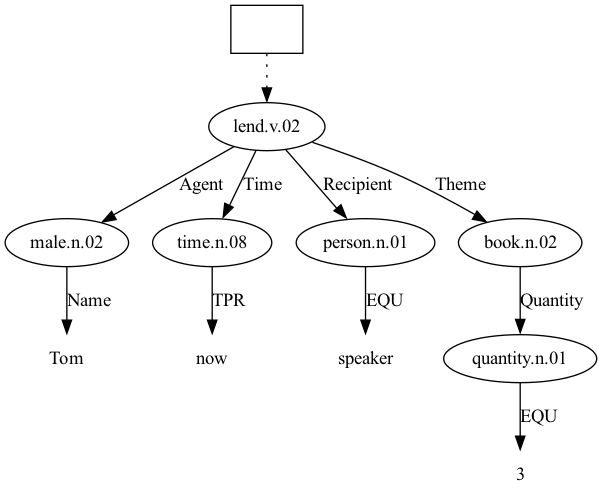 lend.v.02
Agent Time Recipient Theme
male.n.02 time.n.08 person.n.01 book.n.02
Name TPR EQU Quantity
Tom now speaker quantity.n.01
EQU
3